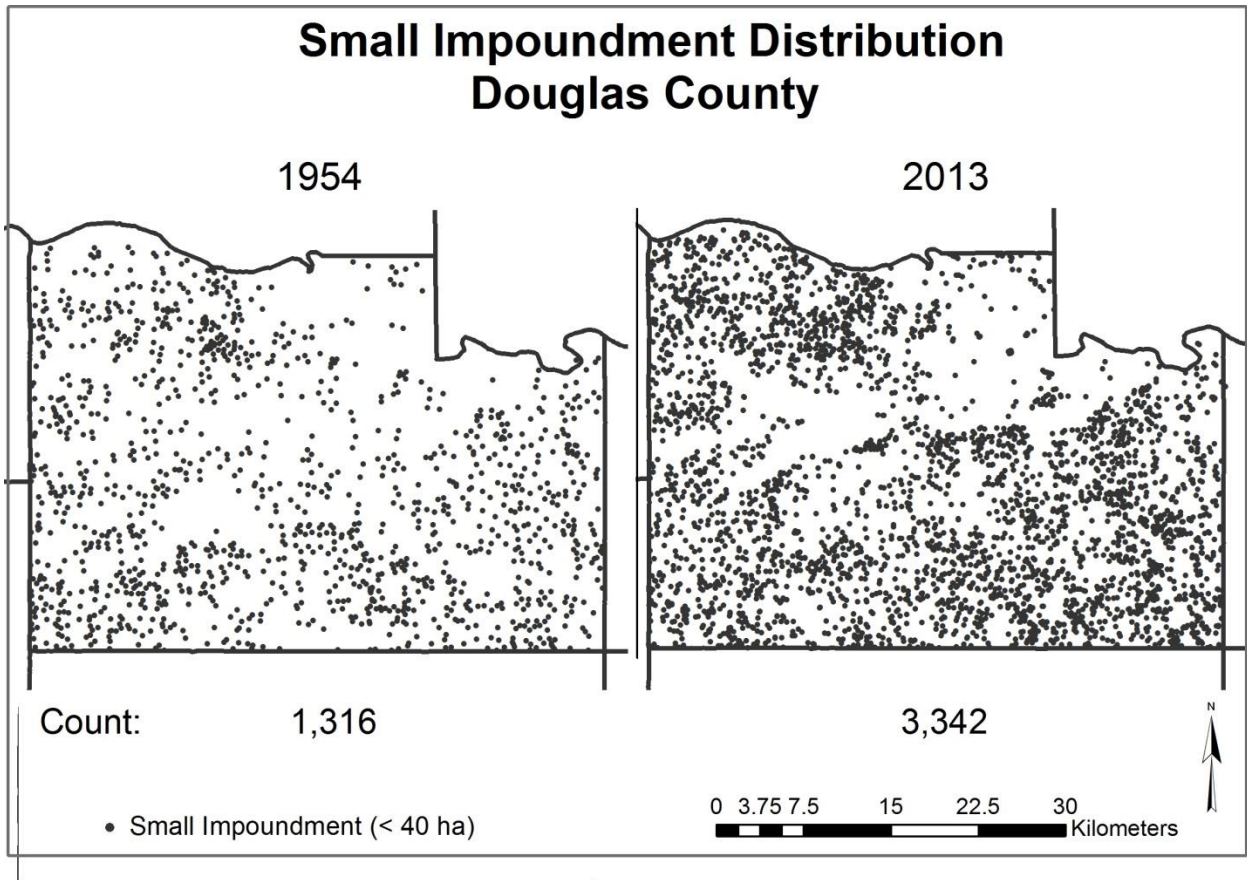 Small Impoundment Distribution
Douglas County
1954 2013
Count: 1,316 3,342
N
Small Impoundment (< 40 ha)
0 3.75 7.5 15 22.5 30
Kilometers